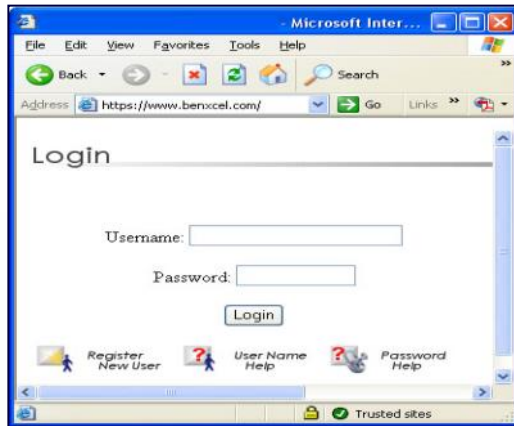 - Microsoft Inter...
File Edit View Favorites Tools Help
Back Search »
Address https://www.benxcel.com/ Go Links »
Login
Username:
Password:
Login
Register New User
User Name Help
Password Help
Trusted sites